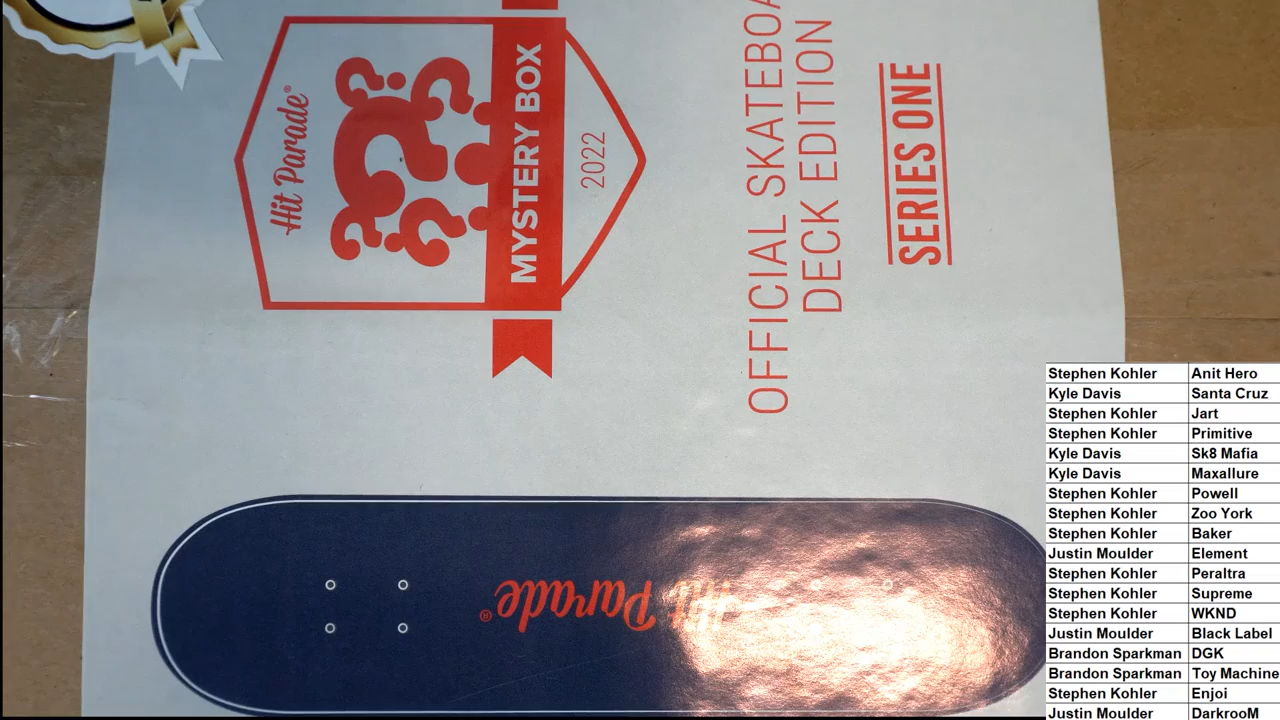 Hit Parade®
MYSTERY BOX
2022
OFFICIAL SKATEBOA
DECK EDITION
SERIES ONE
Hit Parade®
Stephen Kohler Anit Hero
Kyle Davis Santa Cruz
Stephen Kohler Jart
Stephen Kohler Primitive
Kyle Davis Sk8 Mafia
Kyle Davis Maxallure
Stephen Kohler Powell
Stephen Kohler Zoo York
Stephen Kohler Baker
Justin Moulder Element
Stephen Kohler Peraltra
Stephen Kohler Supreme
Stephen Kohler WKND
Justin Moulder Black Label
Brandon Sparkman DGK
Brandon Sparkman Toy Machine
Stephen Kohler Enjoi
Justin Moulder DarkrooM